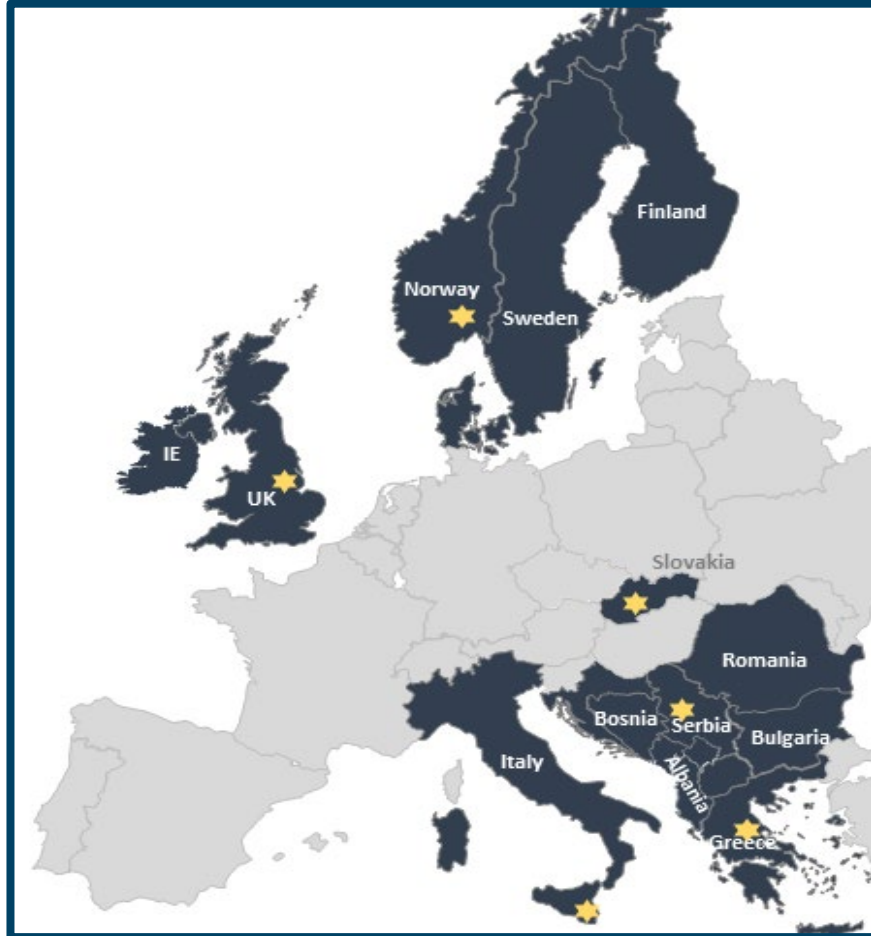 Finland
Norway
Sweden
IE
UK
Slovakia
Romania
Bosnia
Serbia
Bulgaria
Italy
Albania
Greece